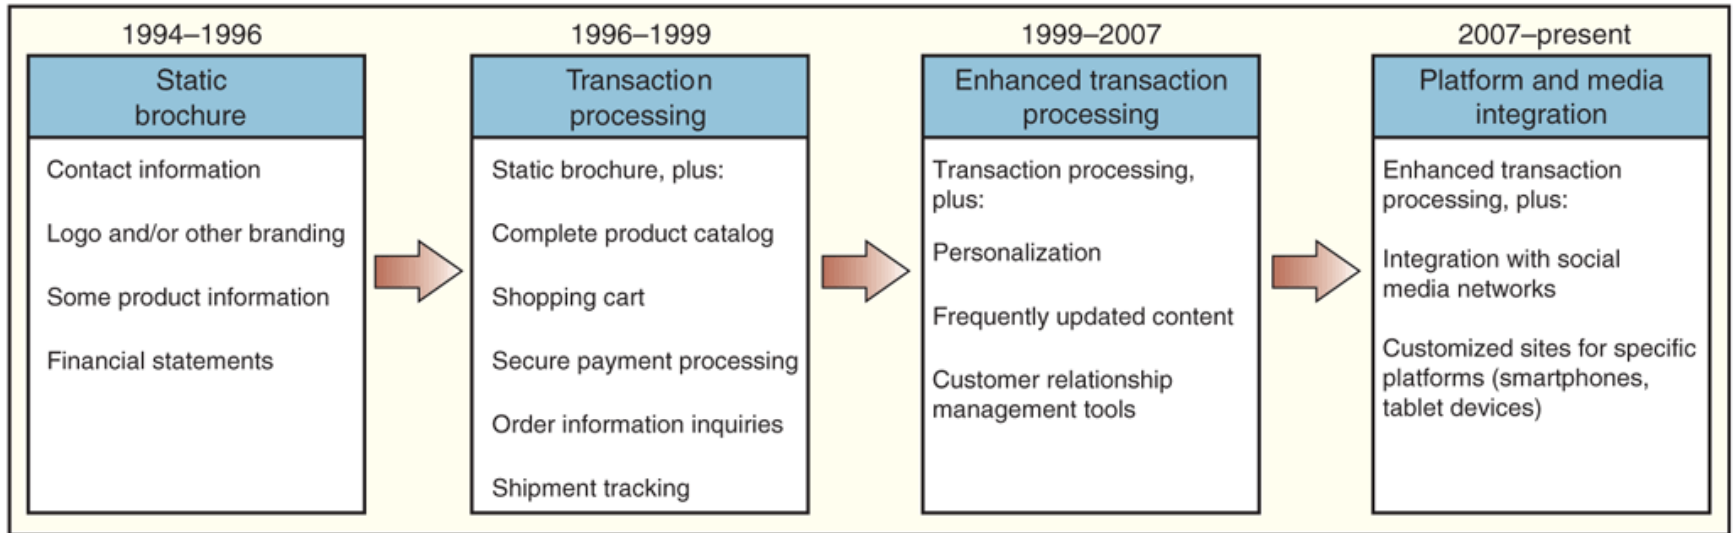 1994–1996
Static
brochure
Contact information
Logo and/or other branding
Some product information
Financial statements
1996–1999
Transaction
processing
Static brochure, plus:
Complete product catalog
Shopping cart
Secure payment processing
Order information inquiries
Shipment tracking
1999–2007
Enhanced transaction
processing
Transaction processing,
plus:
Personalization
Frequently updated content
Customer relationship
management tools
2007–present
Platform and media
integration
Enhanced transaction
processing, plus:
Integration with social
media networks
Customized sites for specific
platforms (smartphones,
tablet devices)